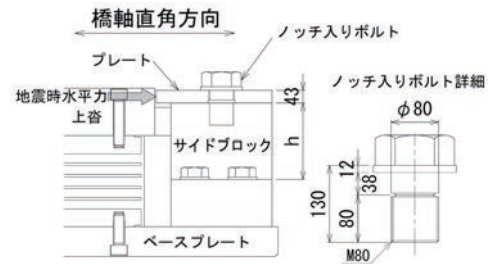 橋軸直角方向
ノッチ入りボルト
プレート
ノッチ入りボルト詳細
地震時水平力
上沓
43
φ80
サイドブロック
h
12
38
130
80
ベースプレート
M80